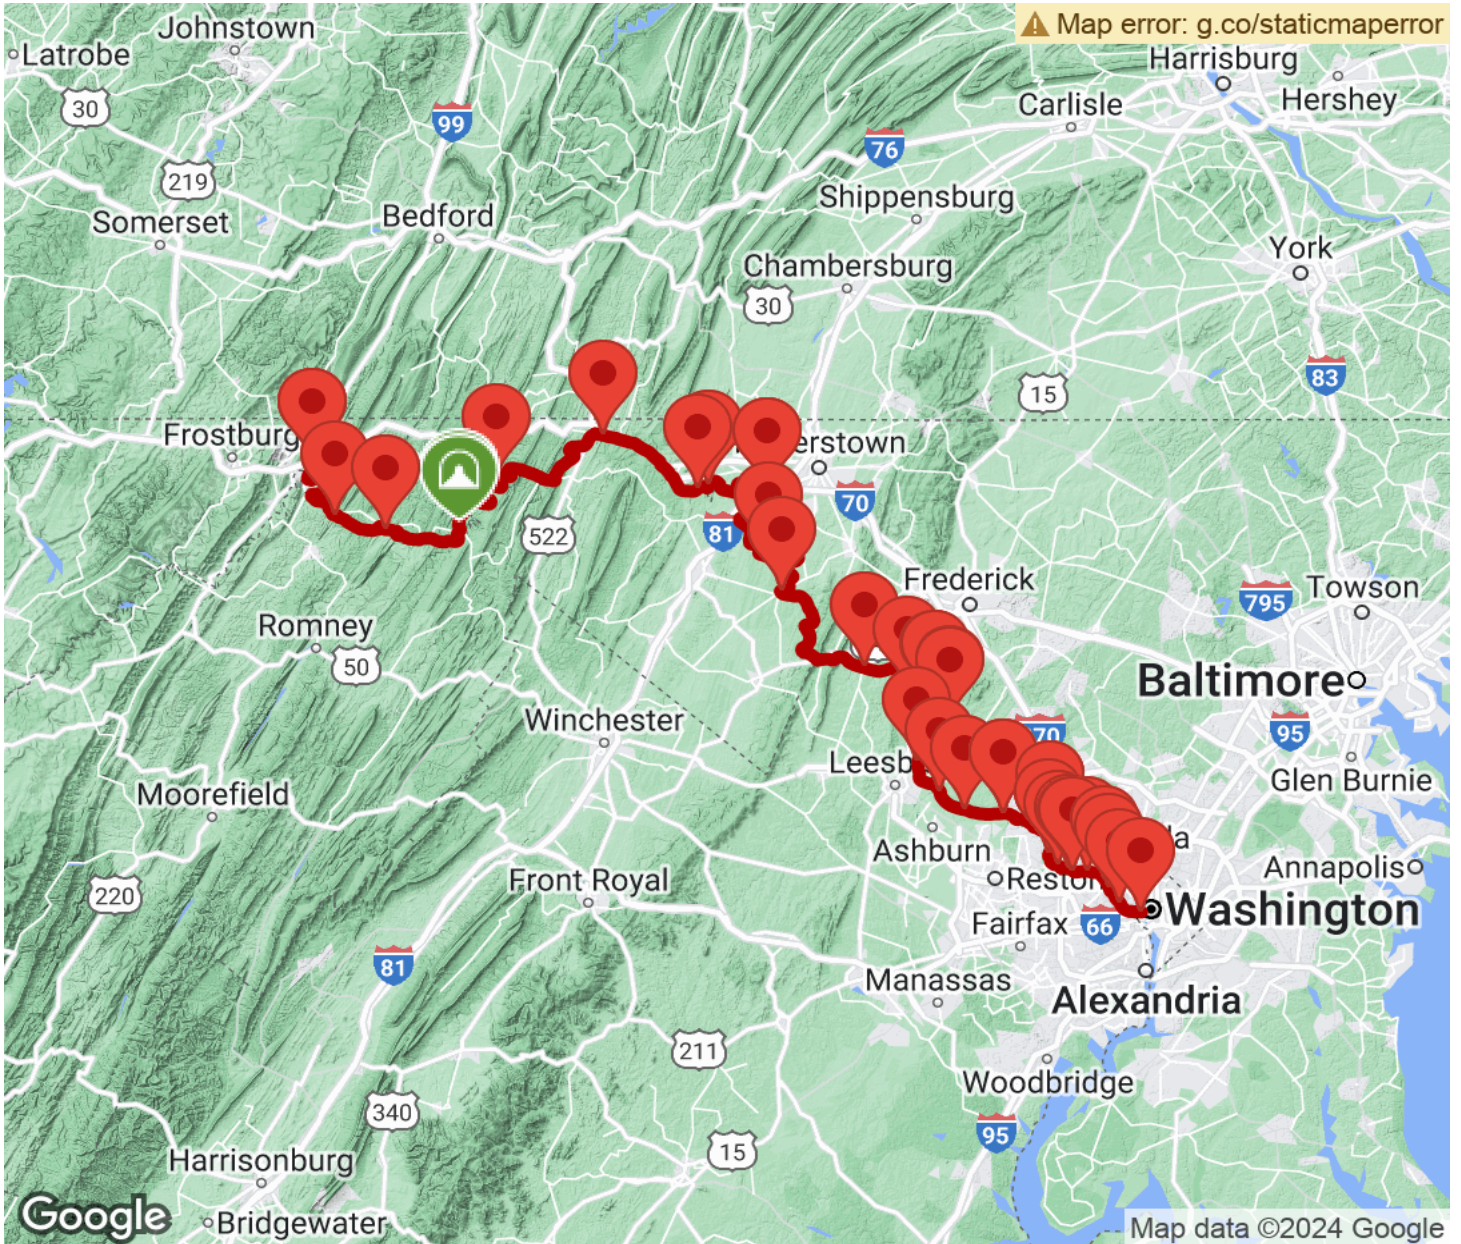 Map error: g.co/staticmaperror
Johnstown
Latrobe
Harrisburg
Hershey
30
Carlisle
99
76
219
Shippensburg
Somerset
Bedford
York
Chambersburg
30
83
15
Frostburg
erstown
70
81
522
Frederick
795
Towson
Romney
50
Baltimore
Winchester
95
70
Leesb
Glen Burnie
Moorefield
Ashburn
da
Annapolis
Front Royal
Reston
220
Washington
Fairfax
66
81
Manassas
Alexandria
211
Woodbridge
340
95
15
Harrisonburg
Google
Bridgewater
Map data ©2024 Google